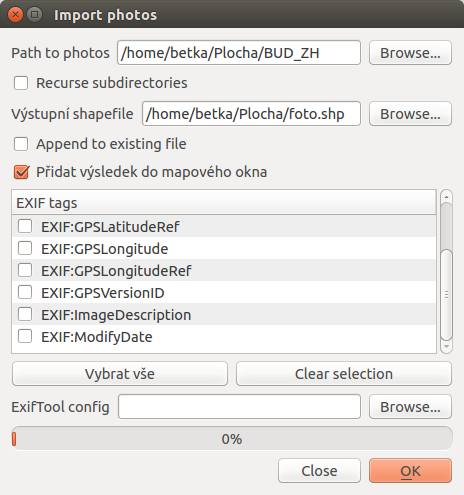 Import photos
Path to photos /home/betka/Plocha/BUD_ZH Browse...
Recurse subdirectories
Výstupní shapefile /home/betka/Plocha/foto.shp Browse...
Append to existing file
Přidat výsledek do mapového okna
EXIF tags
EXIF:GPSLatitudeRef
EXIF:GPSLongitude
EXIF:GPSLongitudeRef
EXIF:GPSVersionID
EXIF:ImageDescription
EXIF:ModifyDate
Vybrat vše Clear selection
ExifTool config Browse...
0%
Close OK